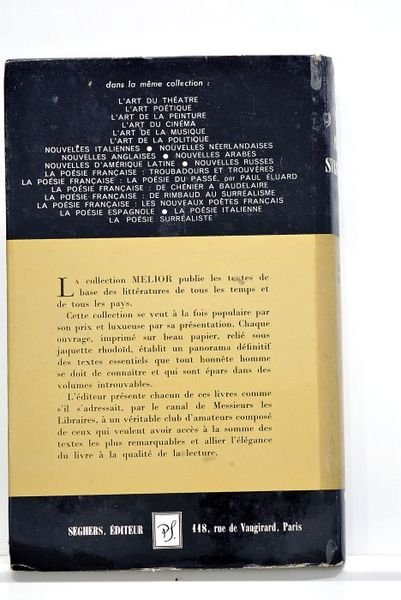 dans la même collection :
L'ART DU THÉATRE
L'ART POÉTIQUE
L'ART DE LA PEINTURE
L'ART DU CINÉMA
L'ART DE LA MUSIQUE
L'ART DE LA POLITIQUE
NOUVELLES ITALIENNES ● NOUVELLES NÉERLANDAISES
NOUVELLES ANGLAISES ● NOUVELLES ARABES
NOUVELLES D'AMÉRIQUE LATINE ● NOUVELLES RUSSES
LA POÉSIE FRANÇAISE : TROUBADOURS ET TROUVÈRES
LA POÉSIE FRANÇAISE : LA POÉSIE DU PASSÉ, par PAUL ÉLUARD
LA POÉSIE FRANÇAISE : DE CHÉNIER A BAUDELAIRE
LA POÉSIE FRANÇAISE : DE RIMBAUD AU SURRÉALISME
LA POÉSIE FRANÇAISE : LES NOUVEAUX POÈTES FRANÇAIS
LA POÉSIE ESPAGNOLE ● LA POÉSIE ITALIENNE
LA POÉSIE SURRÉALISTE
LA collection MELIOR publie les textes de
base des littératures de tous les temps et
de tous les pays.
Cette collection se veut à la fois populaire par
son prix et luxueuse par sa présentation. Chaque
ouvrage, imprimé sur beau papier, relié sous
jaquette rhodoïd, établit un panorama définitif
des textes essentiels que tout honnête homme
se doit de connaître et qui sont épars dans des
volumes introuvables.
L'éditeur présente chacun de ces livres comme
s'il s'adressait, par le canal de Messieurs les
Libraires, à un véritable club d'amateurs composé
de ceux qui veulent avoir accès à la somme des
textes les plus remarquables et allier l'élégance
du livre à la qualité de la lecture.
SEGHERS, ÉDITEUR PS. 118, rue de Vaugirard, Paris